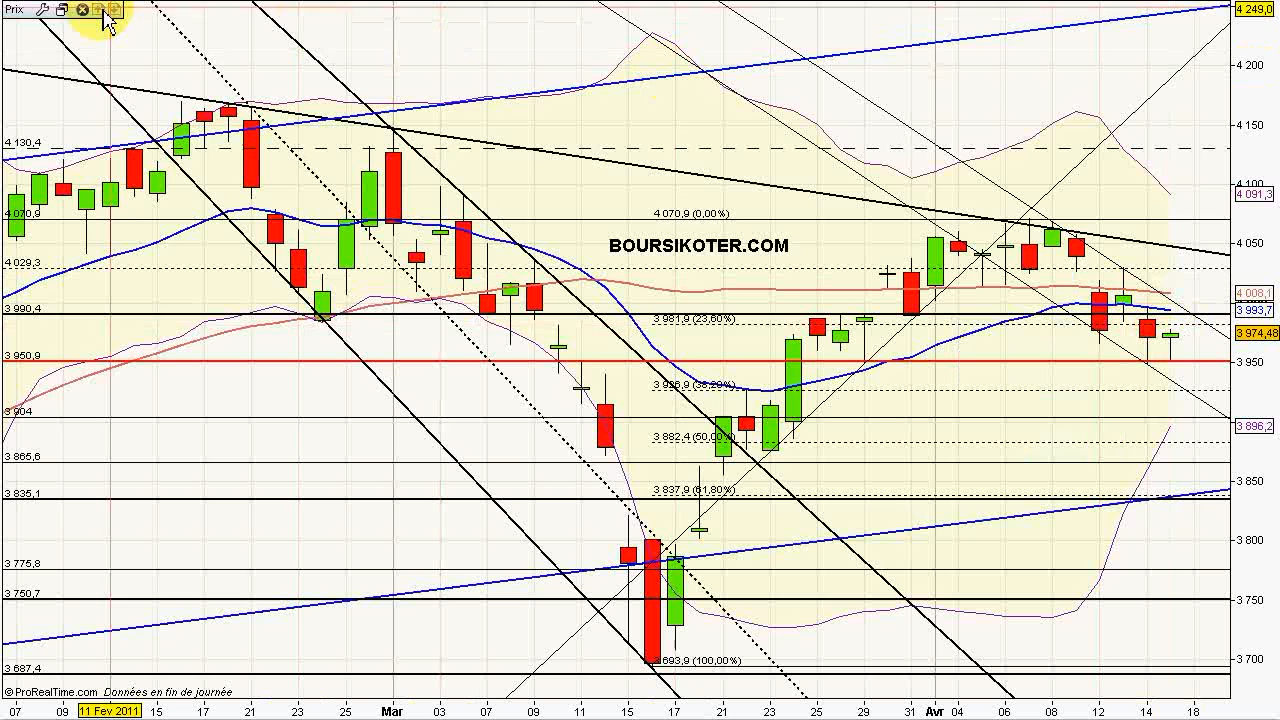 Prix
4 249,0
4 200
4 150
4 130,4
4 100
4 091,3
4 070,9
4 070,9 (0,00%)
BOURSIKOTER.COM
4 050
4 029,3
4 008,1
3 990,4
3 993,7
3 981,9 (23,60%)
3 974,48
3 950,9
3 950
3 926,9 (38,20%)
3 904
3 896,2
3 882,4 (50,00%)
3 865,6
3 850
3 837,9 (61,80%)
3 835,1
3 800
3 775,8
3 750,7
3 750
3 693,9 (100,00%)
3 700
3 687,4
© ProRealTime.com Données en fin de journée
07 09 11 Fev 2011 15 17 21 23 25 Mar 03 07 09 11 15 17 21 23 25 29 31 Avr 04 06 08 12 14 18